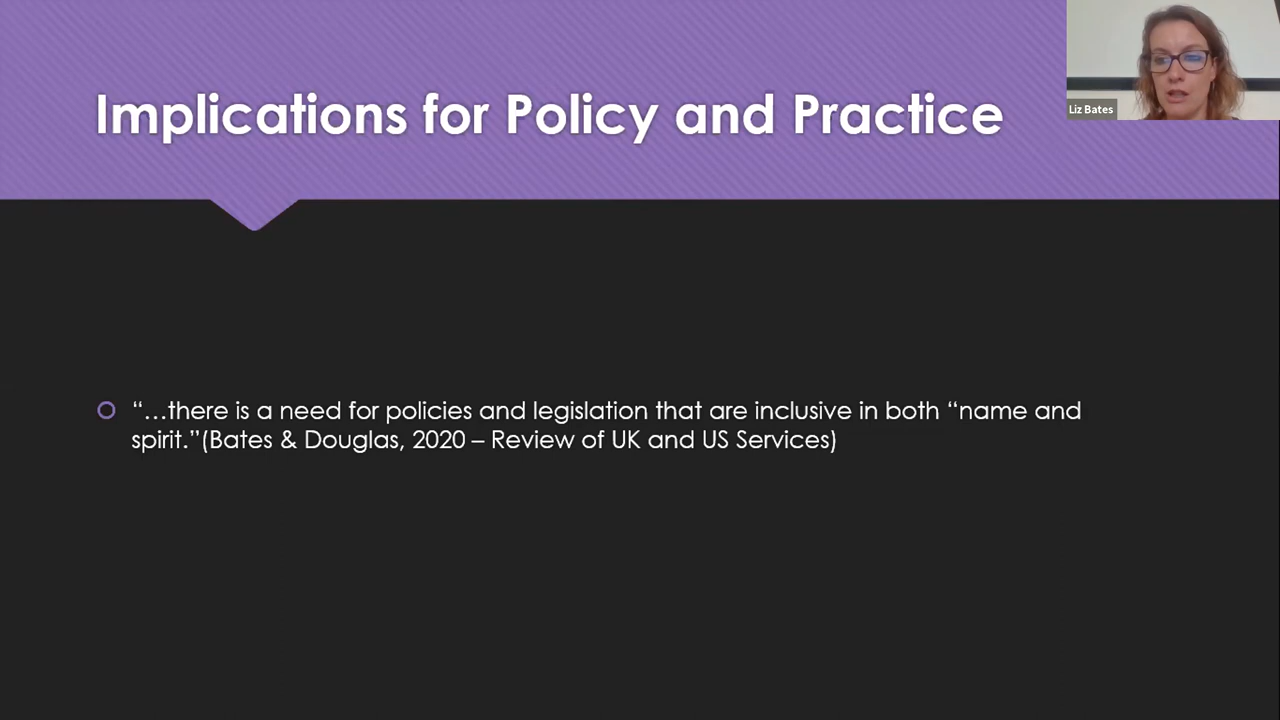 Implications for Policy and Practice
Liz Bates
“…there is a need for policies and legislation that are inclusive in both “name and
spirit.”(Bates & Douglas, 2020 – Review of UK and US Services)